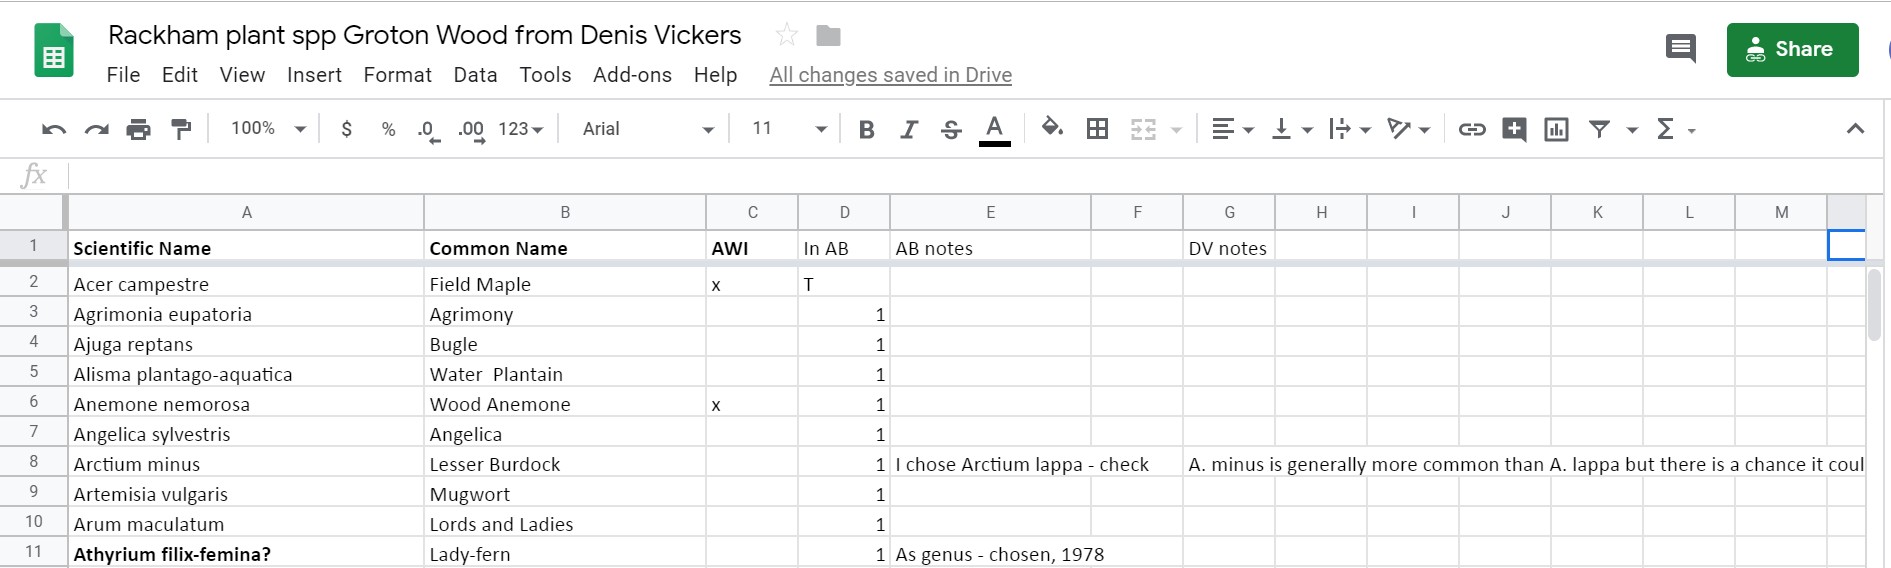 Rackham plant spp Groton Wood from Denis Vickers
File Edit View Insert Format Data Tools Add-ons Help All changes saved in Drive
Share
100% $ % .0 .00 123 Arial 11 B I S A Σ
fx
A B C D E F G H I J K L M
1 Scientific Name Common Name AWI In AB AB notes DV notes
2 Acer campestre Field Maple x T
3 Agrimonia eupatoria Agrimony 1
4 Ajuga reptans Bugle 1
5 Alisma plantago-aquatica Water  Plantain 1
6 Anemone nemorosa Wood Anemone x 1
7 Angelica sylvestris Angelica 1
8 Arctium minus Lesser Burdock 1 I chose Arctium lappa - check A. minus is generally more common than A. lappa but there is a chance it coul
9 Artemisia vulgaris Mugwort 1
10 Arum maculatum Lords and Ladies 1
11 Athyrium filix-femina? Lady-fern 1 As genus - chosen, 1978